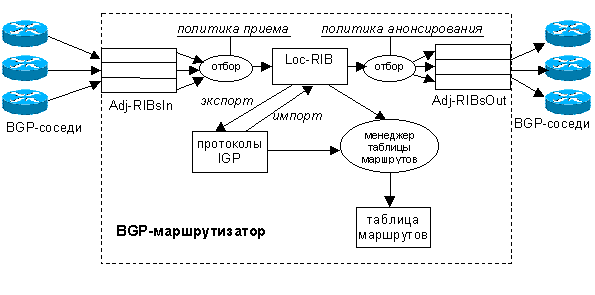 политика приема
политика анонсирования
отбор
Loc-RIB
отбор
Adj-RIBsIn
Adj-RIBsOut
BGP-соседи
BGP-соседи
экспорт
импорт
протоколы
IGP
менеджер
таблицы
маршрутов
таблица
маршрутов
BGP-маршрутизатор